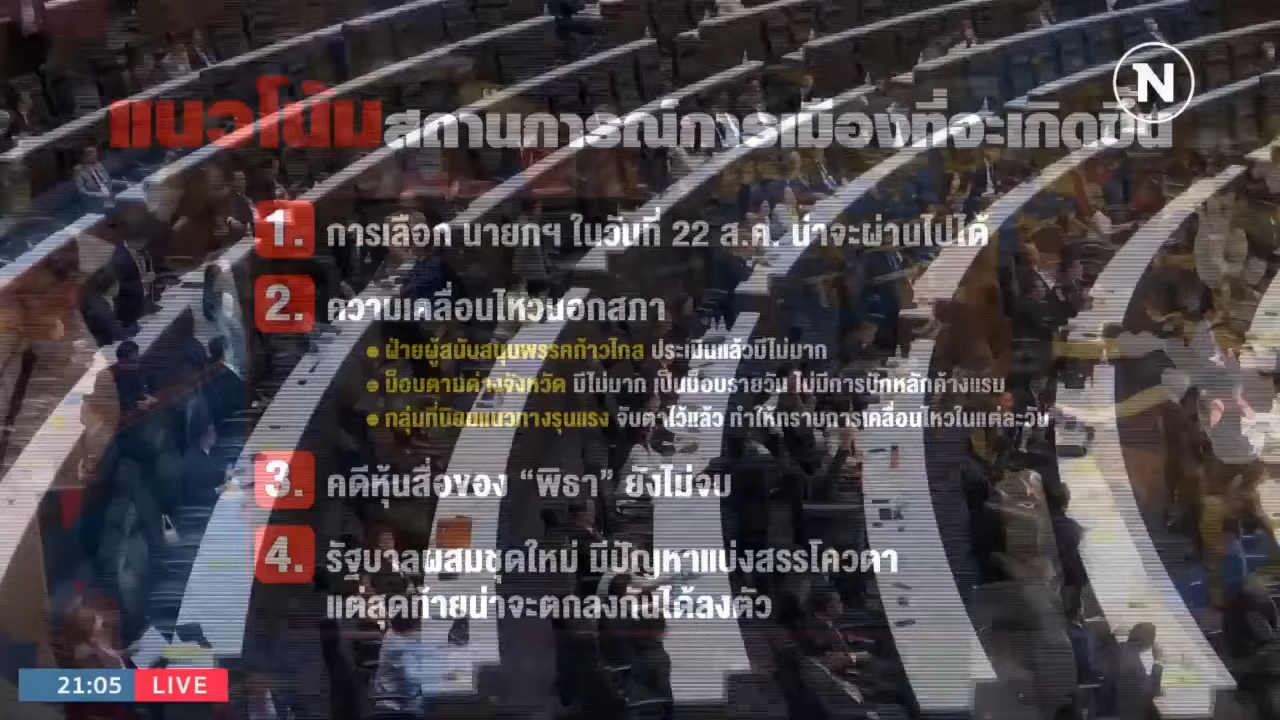 N
แนวโน้มสถานการณ์การเมืองที่จะเกิดขึ้น
1. การเลือก นายกฯ ในวันที่ 22 ส.ค. น่าจะผ่านไปได้
2. ความเคลื่อนไหวนอกสภา
• ฝ่ายผู้สนับสนุนพรรคก้าวไกล ประเมินแล้วมีไม่มาก
• ม็อบตามต่างจังหวัด มีไม่มาก เป็นม็อบรายวัน ไม่มีการปักหลักค้างแรม
• กลุ่มที่นิยมแนวทางรุนแรง จับตาไว้แล้ว ทำให้ทราบการเคลื่อนไหวในแต่ละวัน
3. คดีหุ้นสื่อของ “พิธา” ยังไม่จบ
4. รัฐบาลผสมชุดใหม่ มีปัญหาแบ่งสรรโควตา
แต่สุดท้ายน่าจะตกลงกันได้ลงตัว
21:05 LIVE